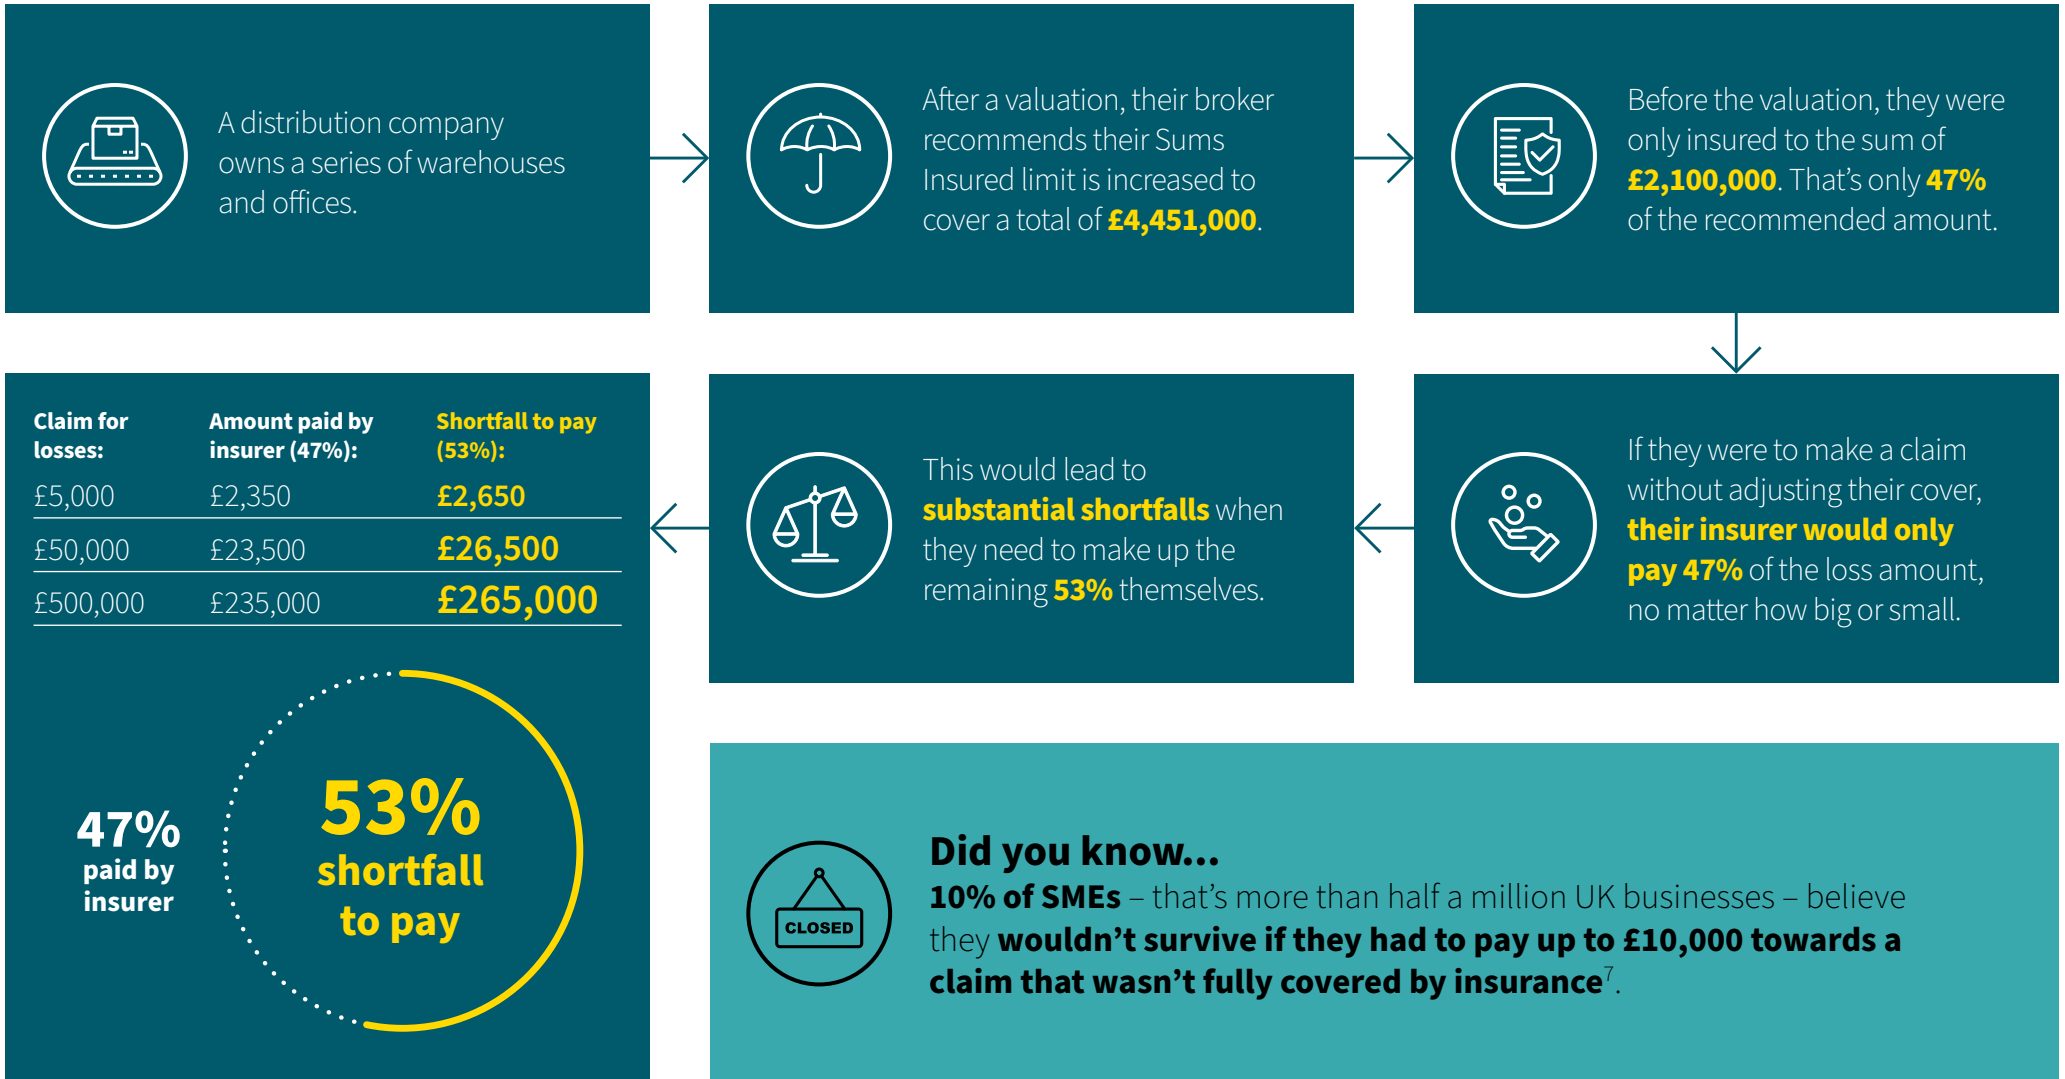 A distribution company
owns a series of warehouses
and offices.
After a valuation, their broker
recommends their Sums
Insured limit is increased to
cover a total of £4,451,000.
Before the valuation, they were
only insured to the sum of
£2,100,000. That’s only 47%
of the recommended amount.
If they were to make a claim
without adjusting their cover,
their insurer would only
pay 47% of the loss amount,
no matter how big or small.
This would lead to
substantial shortfalls when
they need to make up the
remaining 53% themselves.
Claim for losses: Amount paid by insurer (47%): Shortfall to pay (53%):
£5,000 £2,350 £2,650
£50,000 £23,500 £26,500
£500,000 £235,000 £265,000
47%
paid by
insurer
53%
shortfall
to pay
CLOSED
Did you know...
10% of SMEs – that’s more than half a million UK businesses – believe
they wouldn’t survive if they had to pay up to £10,000 towards a
claim that wasn’t fully covered by insurance⁷.